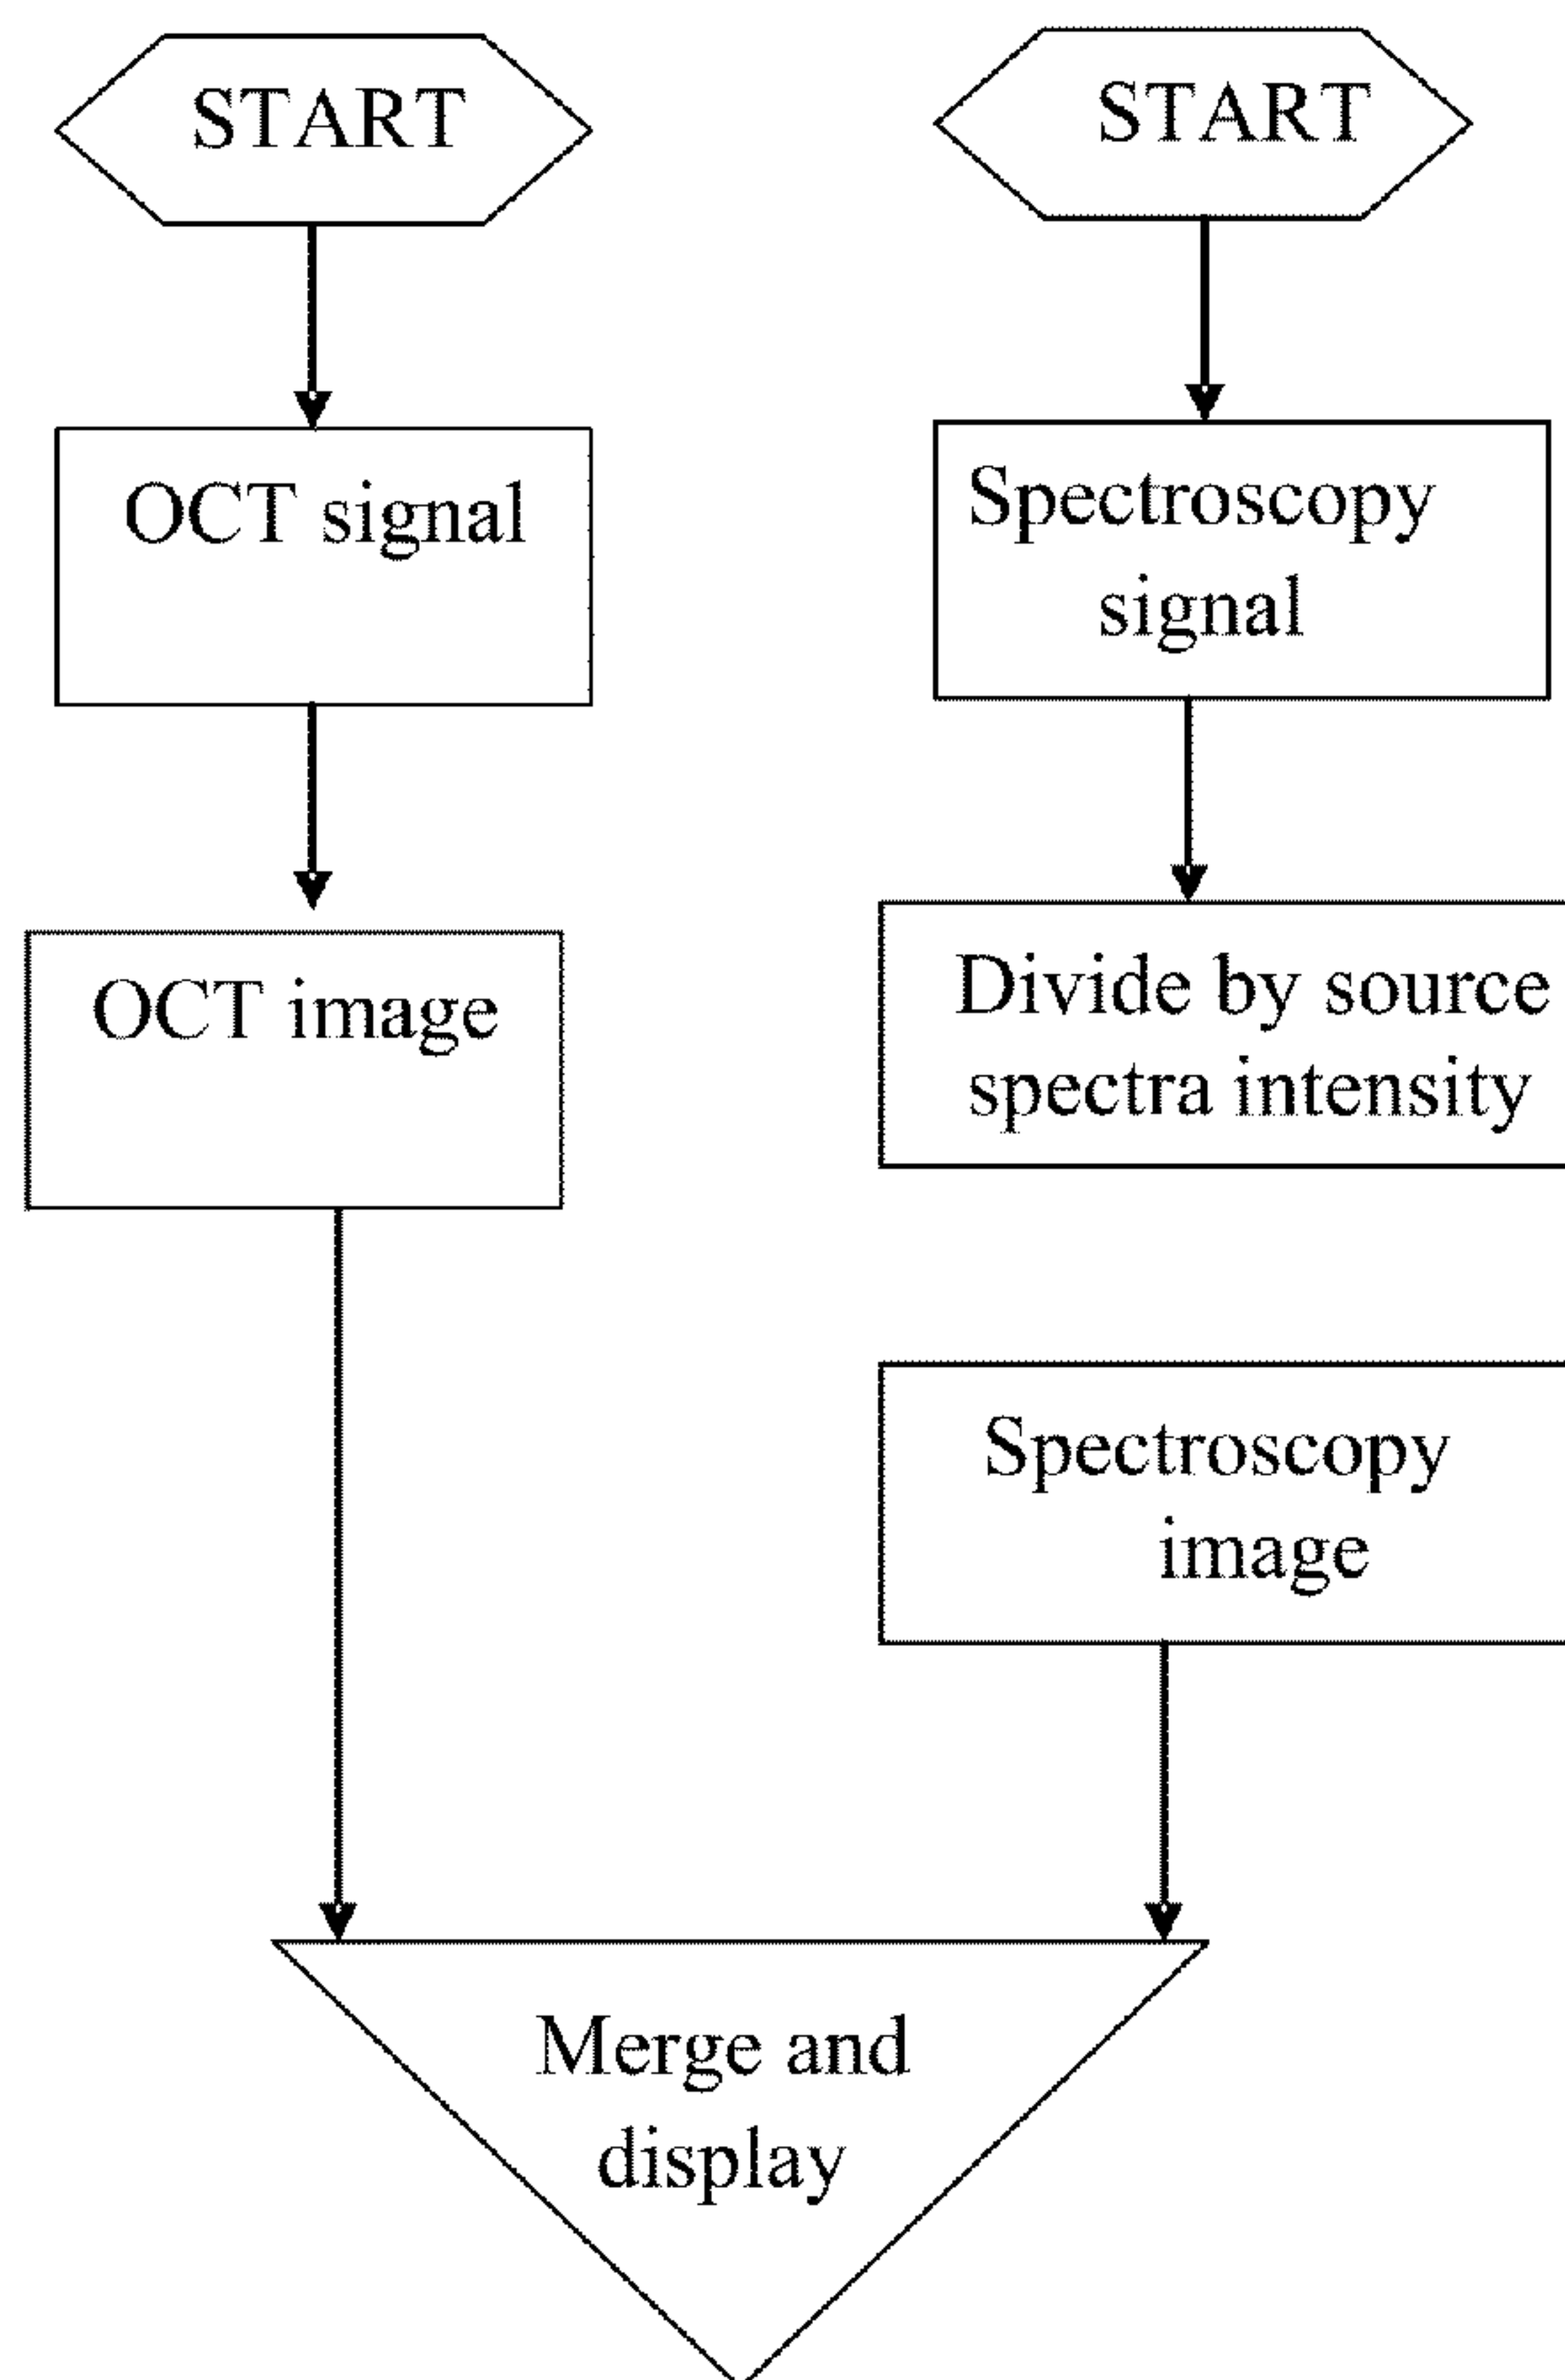 START
OCT signal
OCT image
START
Spectroscopy
signal
Divide by source
spectra intensity
Spectroscopy
image
Merge and
display